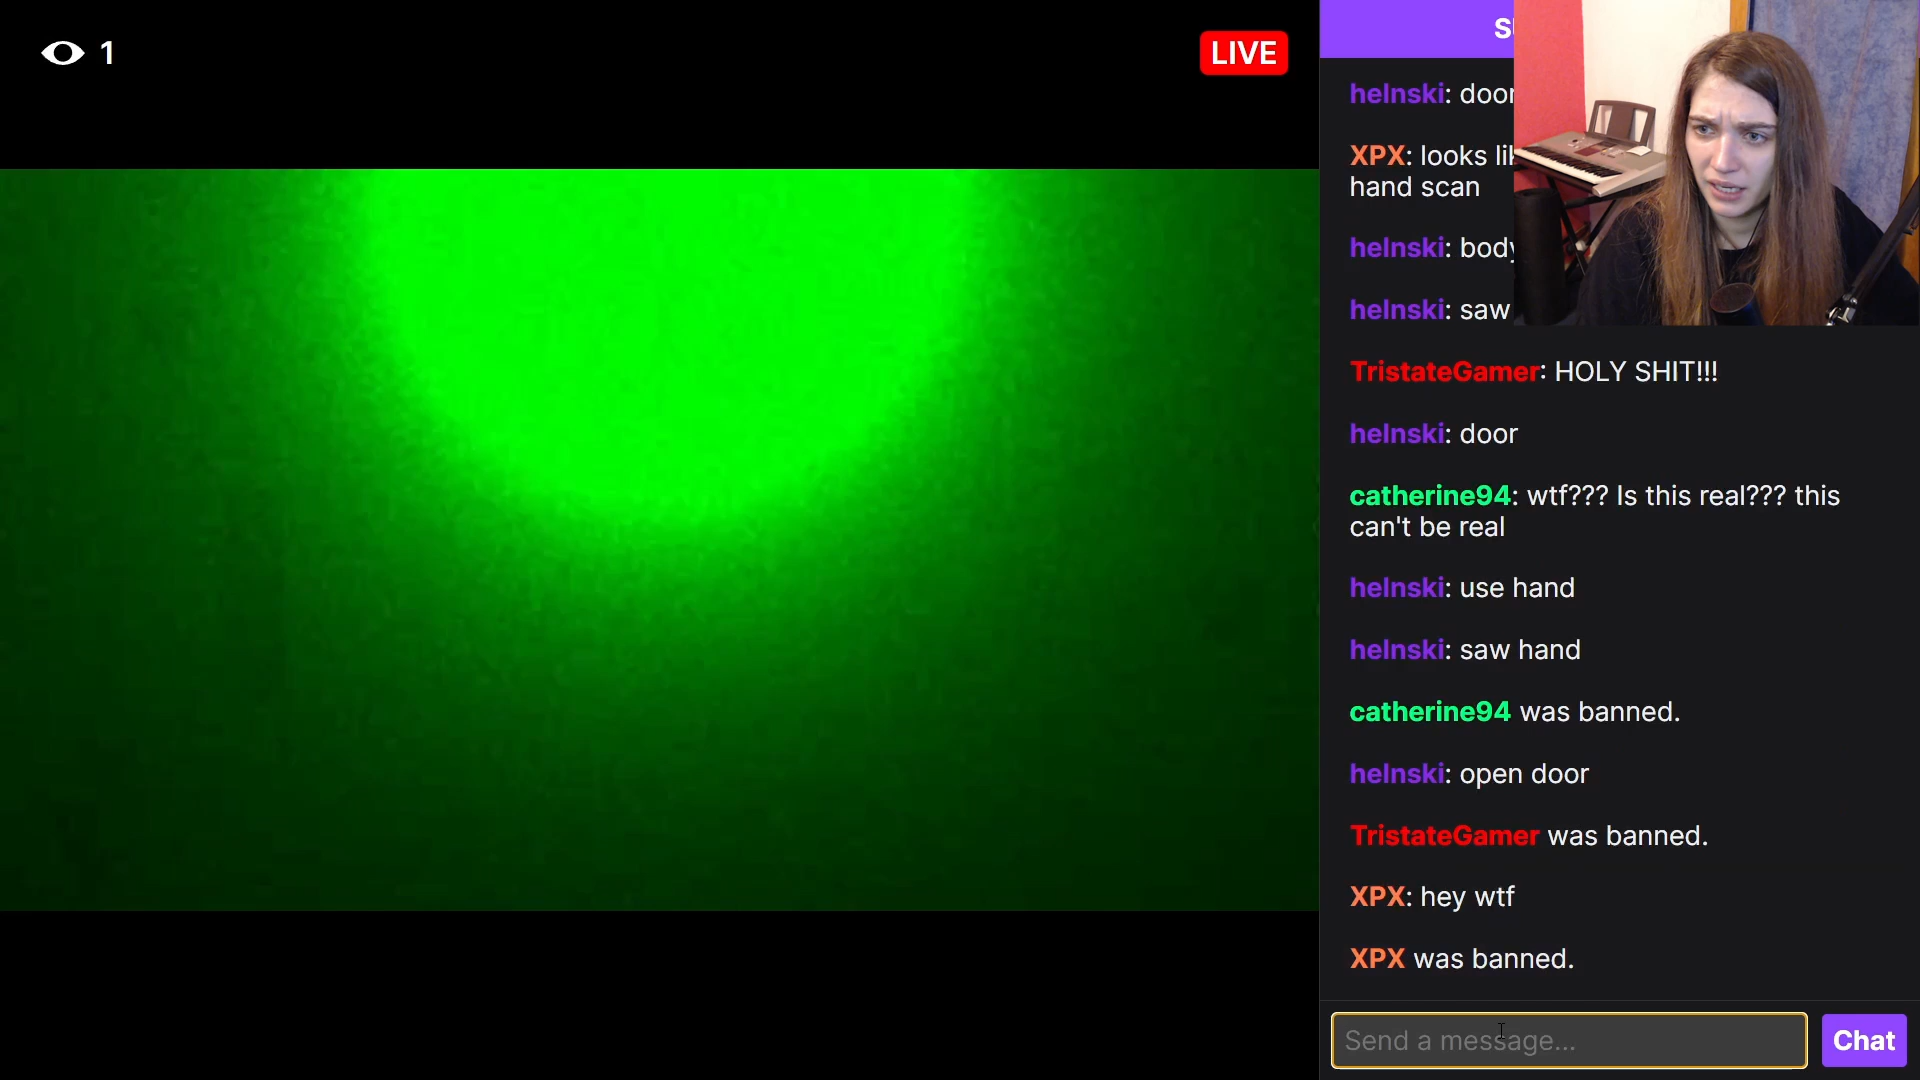 1
LIVE
helnski: door
XPX: looks
hand scan
helnski: body
helnski: saw
TristateGamer: HOLY SHIT!!!
helnski: door
catherine94: wtf??? Is this real??? this
can't be real
helnski: use hand
helnski: saw hand
catherine94 was banned.
helnski: open door
TristateGamer was banned.
XPX: hey wtf
XPX was banned.
Send a message...
Chat